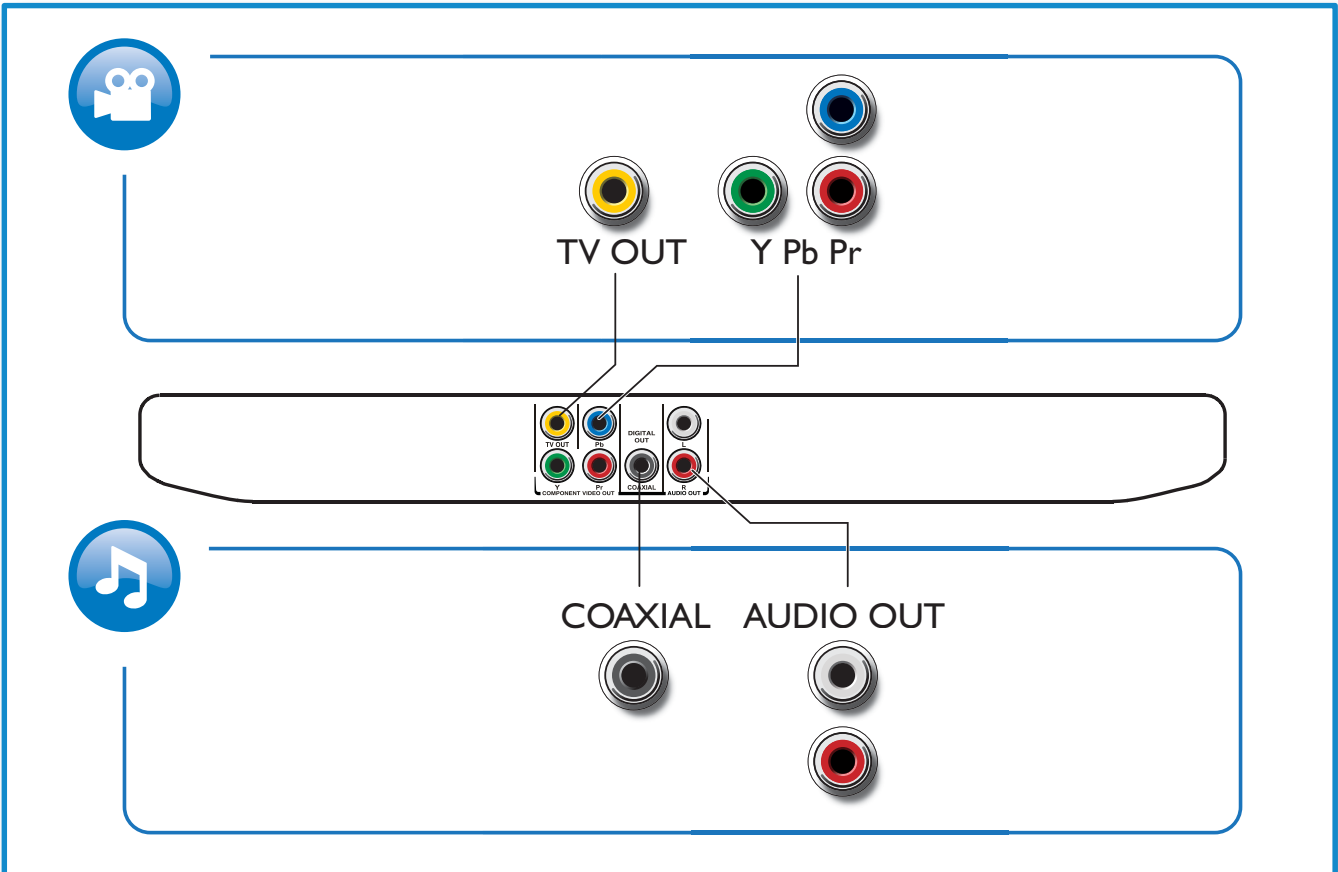 TV OUT
Y Pb Pr
TV OUT
Pb
DIGITAL
OUT
L
Y
Pr
COAXIAL
R
COMPONENT VIDEO OUT
AUDIO OUT
COAXIAL
AUDIO OUT